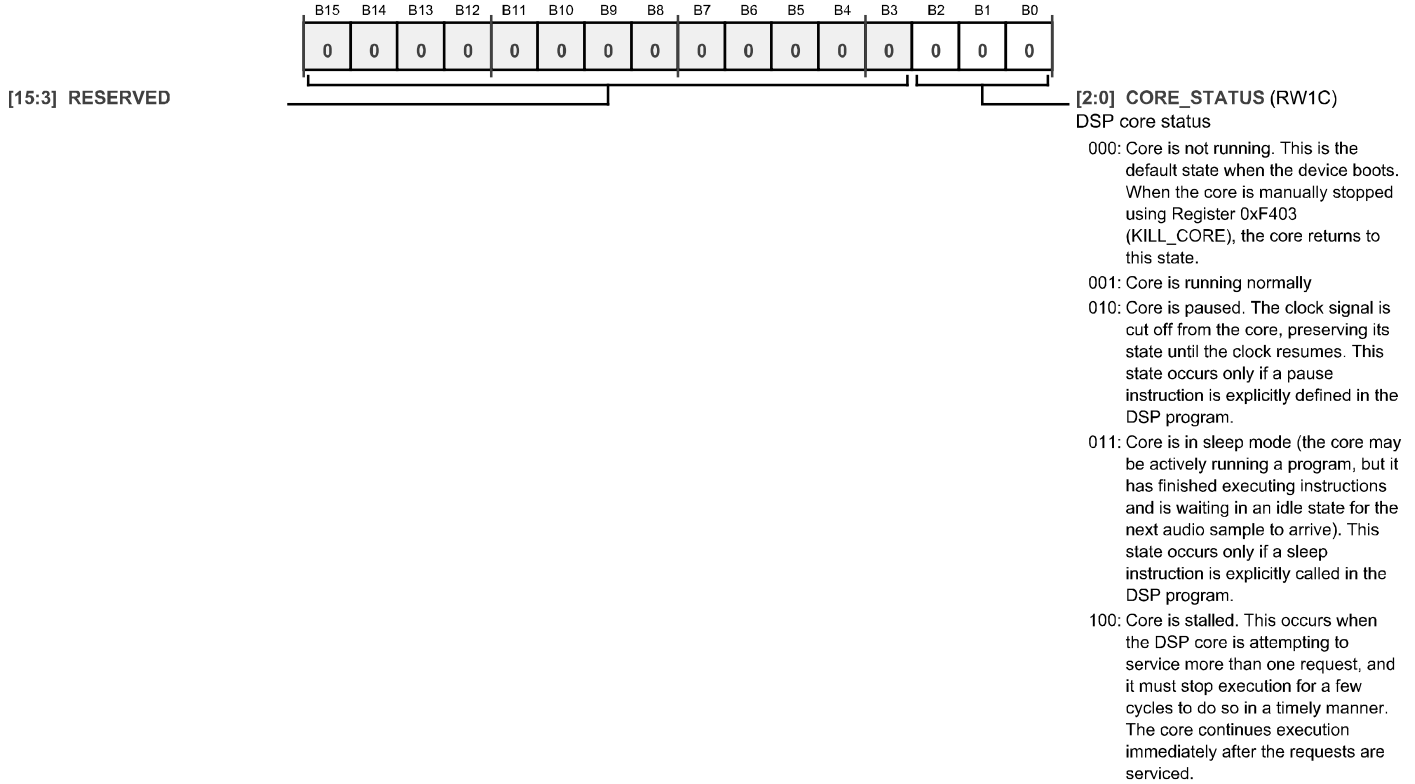 B15 B14 B13 B12 B11 B10 B9 B8 B7 B6 B5 B4 B3 B2 B1 B0
0 0 0 0 0 0 0 0 0 0 0 0 0 0 0 0
[15:3] RESERVED
[2:0] CORE_STATUS (RW1C)
DSP core status
000: Core is not running. This is the
default state when the device boots.
When the core is manually stopped
using Register 0xF403
(KILL_CORE), the core returns to
this state.
001: Core is running normally
010: Core is paused. The clock signal is
cut off from the core, preserving its
state until the clock resumes. This
state occurs only if a pause
instruction is explicitly defined in the
DSP program.
011: Core is in sleep mode (the core may
be actively running a program, but it
has finished executing instructions
and is waiting in an idle state for the
next audio sample to arrive). This
state occurs only if a sleep
instruction is explicitly called in the
DSP program.
100: Core is stalled. This occurs when
the DSP core is attempting to
service more than one request, and
it must stop execution for a few
cycles to do so in a timely manner.
The core continues execution
immediately after the requests are
serviced.